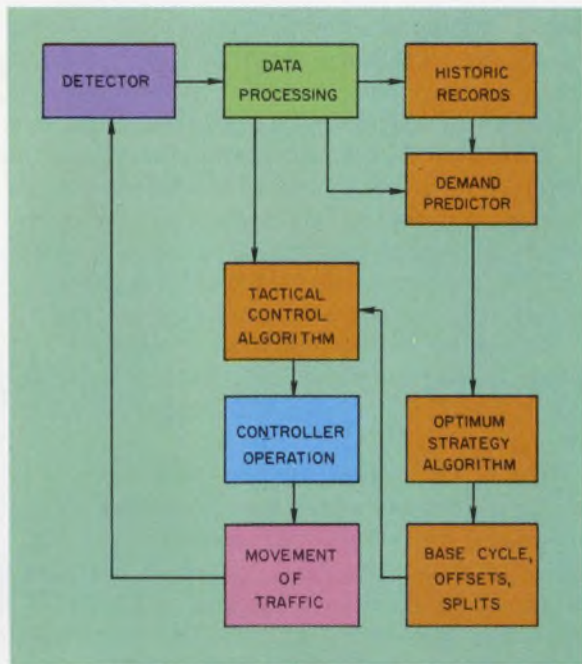 DETECTOR
DATA
PROCESSING
HISTORIC
RECORDS
DEMAND
PREDICTOR
TACTICAL
CONTROL
ALGORITHM
CONTROLLER
OPERATION
OPTIMUM
STRATEGY
ALGORITHM
MOVEMENT
OF
TRAFFIC
BASE CYCLE,
OFFSETS,
SPLITS